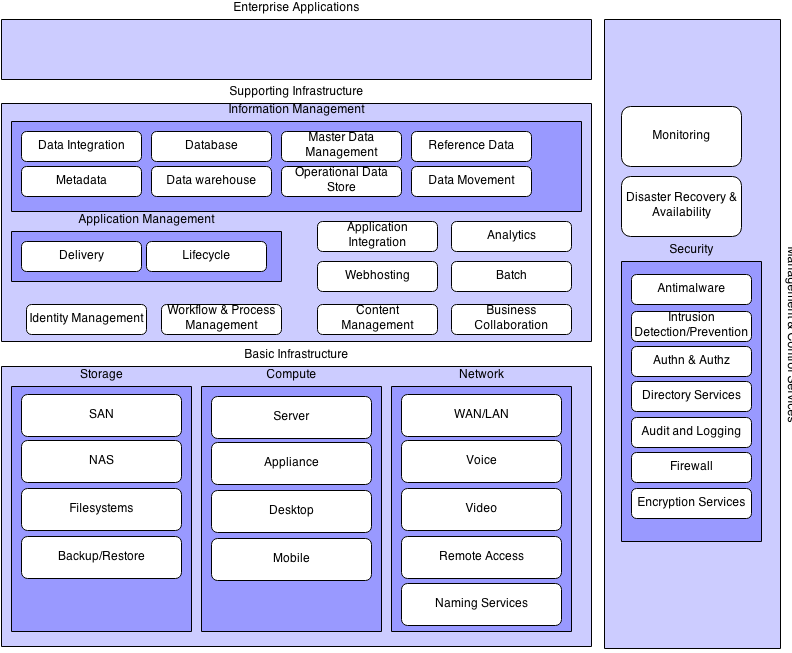 Enterprise Applications
Supporting Infrastructure
Information Management
Data Integration
Database
Master Data
Management
Reference Data
Metadata
Data warehouse
Operational Data
Store
Data Movement
Application Management
Delivery
Lifecycle
Application
Integration
Analytics
Webhosting
Batch
Identity Management
Workflow & Process
Management
Content
Management
Business
Collaboration
Basic Infrastructure
Storage
SAN
NAS
Filesystems
Backup/Restore
Compute
Server
Appliance
Desktop
Mobile
Network
WAN/LAN
Voice
Video
Remote Access
Naming Services
Monitoring
Disaster Recovery &
Availability
Security
Antimalware
Intrusion
Detection/Prevention
Authn & Authz
Directory Services
Audit and Logging
Firewall
Encryption Services
Management & Control Services